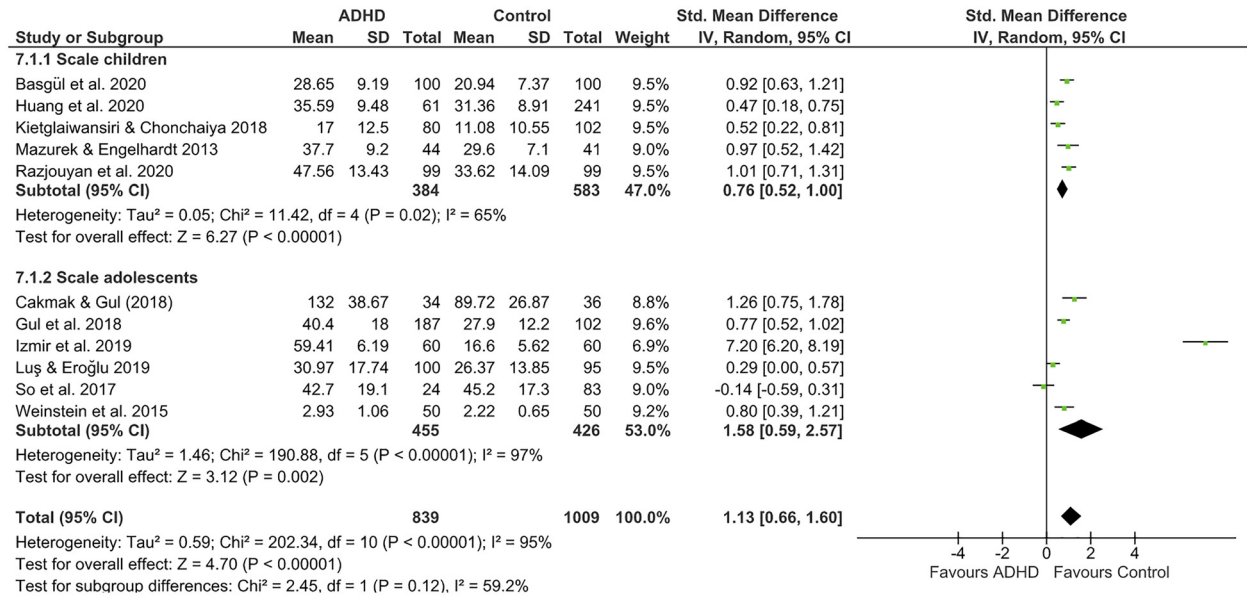 ADHD Control Std. Mean Difference Std. Mean Difference
Study or Subgroup Mean SD Total Mean SD Total Weight IV, Random, 95% CI IV, Random, 95% CI
7.1.1 Scale children
Basgül et al. 2020 28.65 9.19 100 20.94 7.37 100 9.5% 0.92 [0.63, 1.21]
Huang et al. 2020 35.59 9.48 61 31.36 8.91 241 9.5% 0.47 [0.18, 0.75]
Kietglaiwansiri & Chonchaiya 2018 17 12.5 80 11.08 10.55 102 9.5% 0.52 [0.22, 0.81]
Mazurek & Engelhardt 2013 37.7 9.2 44 29.6 7.1 41 9.0% 0.97 [0.52, 1.42]
Razjouyan et al. 2020 47.56 13.43 99 33.62 14.09 99 9.5% 1.01 [0.71, 1.31]
Subtotal (95% CI) 384 583 47.0% 0.76 [0.52, 1.00]
Heterogeneity: Tau² = 0.05; Chi² = 11.42, df = 4 (P = 0.02); I² = 65%
Test for overall effect: Z = 6.27 (P < 0.00001)
7.1.2 Scale adolescents
Cakmak & Gul (2018) 132 38.67 34 89.72 26.87 36 8.8% 1.26 [0.75, 1.78]
Gul et al. 2018 40.4 18 187 27.9 12.2 102 9.6% 0.77 [0.52, 1.02]
Izmir et al. 2019 59.41 6.19 60 16.6 5.62 60 6.9% 7.20 [6.20, 8.19]
Luş & Eroğlu 2019 30.97 17.74 100 26.37 13.85 95 9.5% 0.29 [0.00, 0.57]
So et al. 2017 42.7 19.1 24 45.2 17.3 83 9.0% -0.14 [-0.59, 0.31]
Weinstein et al. 2015 2.93 1.06 50 2.22 0.65 50 9.2% 0.80 [0.39, 1.21]
Subtotal (95% CI) 455 426 53.0% 1.58 [0.59, 2.57]
Heterogeneity: Tau² = 1.46; Chi² = 190.88, df = 5 (P < 0.00001); I² = 97%
Test for overall effect: Z = 3.12 (P = 0.002)
Total (95% CI) 839 1009 100.0% 1.13 [0.66, 1.60]
Heterogeneity: Tau² = 0.59; Chi² = 202.34, df = 10 (P < 0.00001); I² = 95%
Test for overall effect: Z = 4.70 (P < 0.00001)
Test for subgroup differences: Chi² = 2.45, df = 1 (P = 0.12), I² = 59.2%
-4 -2 0 2 4
Favours ADHD Favours Control